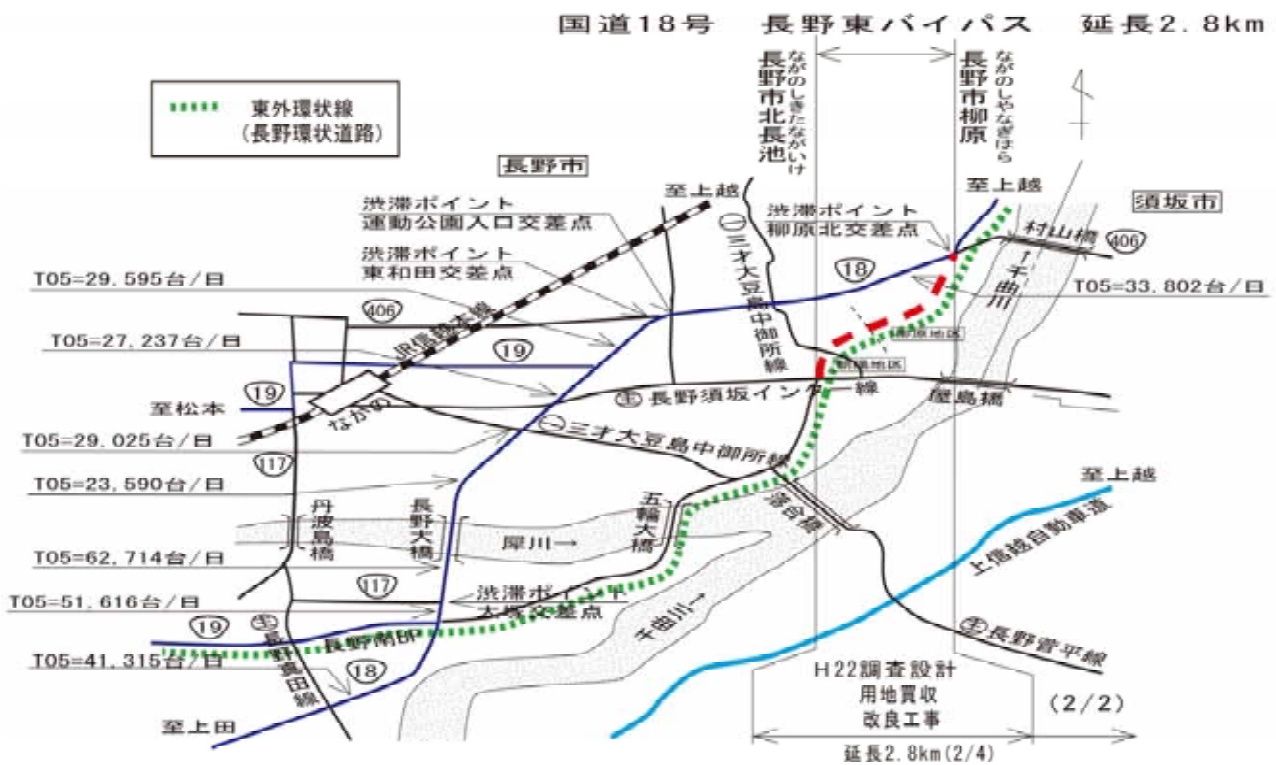 国道18号 長野東バイパス 延長2.8km
ながのしきたながいけ
長野市北長池
ながのしやなぎはら
長野市柳原
東外環状線
(長野環状道路)
長野市
至上越
至上越
須坂市
渋滞ポイント
運動公園入口交差点
渋滞ポイント
柳原北交差点
村山橋
406
渋滞ポイント
東和田交差点
㊀三才大豆島中御所線
18
↑千曲川
T05=29,595台/日
T05=33,802台/日
406
JR信越本線
T05=27,237台/日
19
19
至松本
ながの
㊤長野須坂インター線
屋島橋
T05=29,025台/日
㊀三才大豆島中御所線
117
至上越
T05=23,590台/日
落合橋
丹波島橋
長野大橋
犀川→
五輪大橋
上信越自動車道
T05=62,714台/日
117
渋滞ポイント
T05=51,616台/日
千曲川→
19
長野南BP
長野真田線
長野菅平線
T05=41,315台/日
18
至上田
H22調査設計
用地買収
改良工事
(2/2)
延長2.8km(2/4)